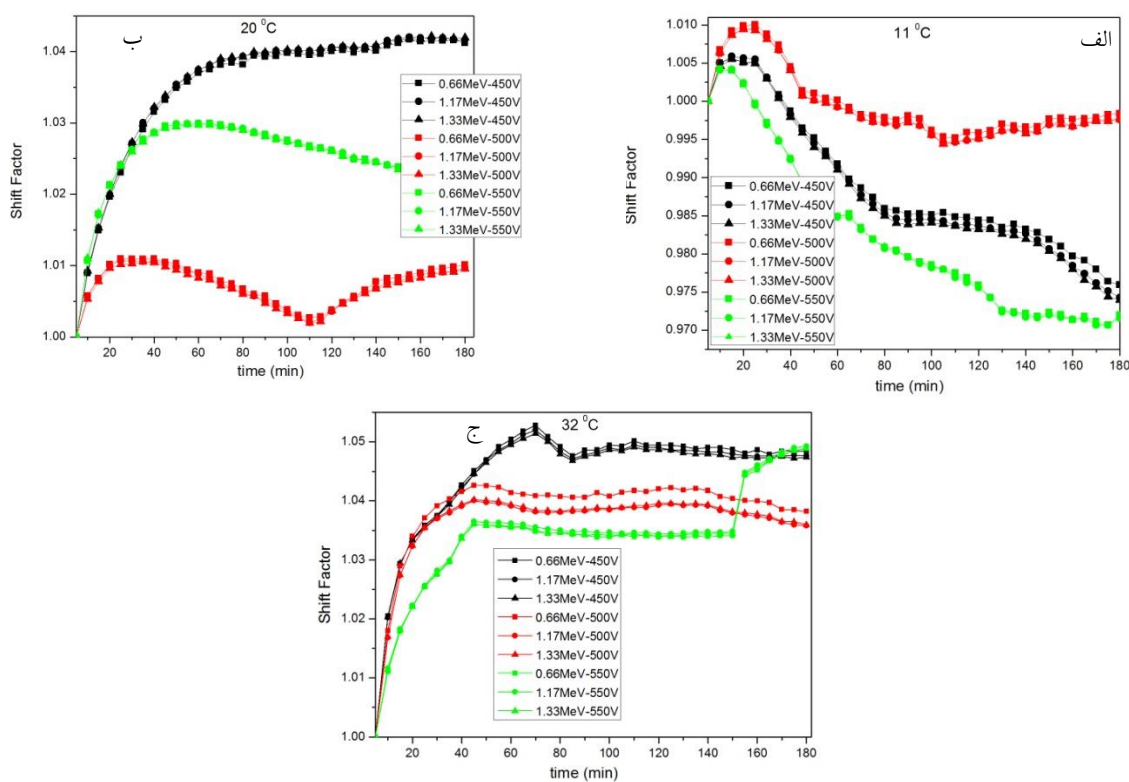 ب
20 ⁰C
Shift Factor
1.04
1.03
1.02
1.01
1.00
20 40 60 80 100 120 140 160 180
time (min)
0.66MeV-450V
1.17MeV-450V
1.33MeV-450V
0.66MeV-500V
1.17MeV-500V
1.33MeV-500V
0.66MeV-550V
1.17MeV-550V
1.33MeV-550V
الف
11 ⁰C
Shift Factor
1.010
1.005
1.000
0.995
0.990
0.985
0.980
0.975
0.970
20 40 60 80 100 120 140 160 180
time (min)
0.66MeV-450V
1.17MeV-450V
1.33MeV-450V
0.66MeV-500V
1.17MeV-500V
1.33MeV-500V
0.66MeV-550V
1.17MeV-550V
1.33MeV-550V
ج
32 ⁰C
Shift Factor
1.05
1.04
1.03
1.02
1.01
1.00
20 40 60 80 100 120 140 160 180
time (min)
0.66MeV-450V
1.17MeV-450V
1.33MeV-450V
0.66MeV-500V
1.17MeV-500V
1.33MeV-500V
0.66MeV-550V
1.17MeV-550V
1.33MeV-550V